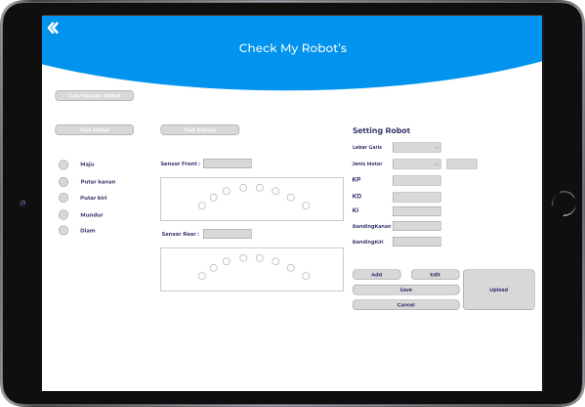 Check My Robot's
Cek Version Robot
Test Motor
Test Sensor
Maju
Putar kanan
Putar kiri
Mundur
Diam
Sensor Front :
Sensor Rear :
Setting Robot
Lebar Garis
Jenis Motor
KP
KD
KI
BandingKanan
BandingKiri
Add
Edit
Save
Cancel
Upload